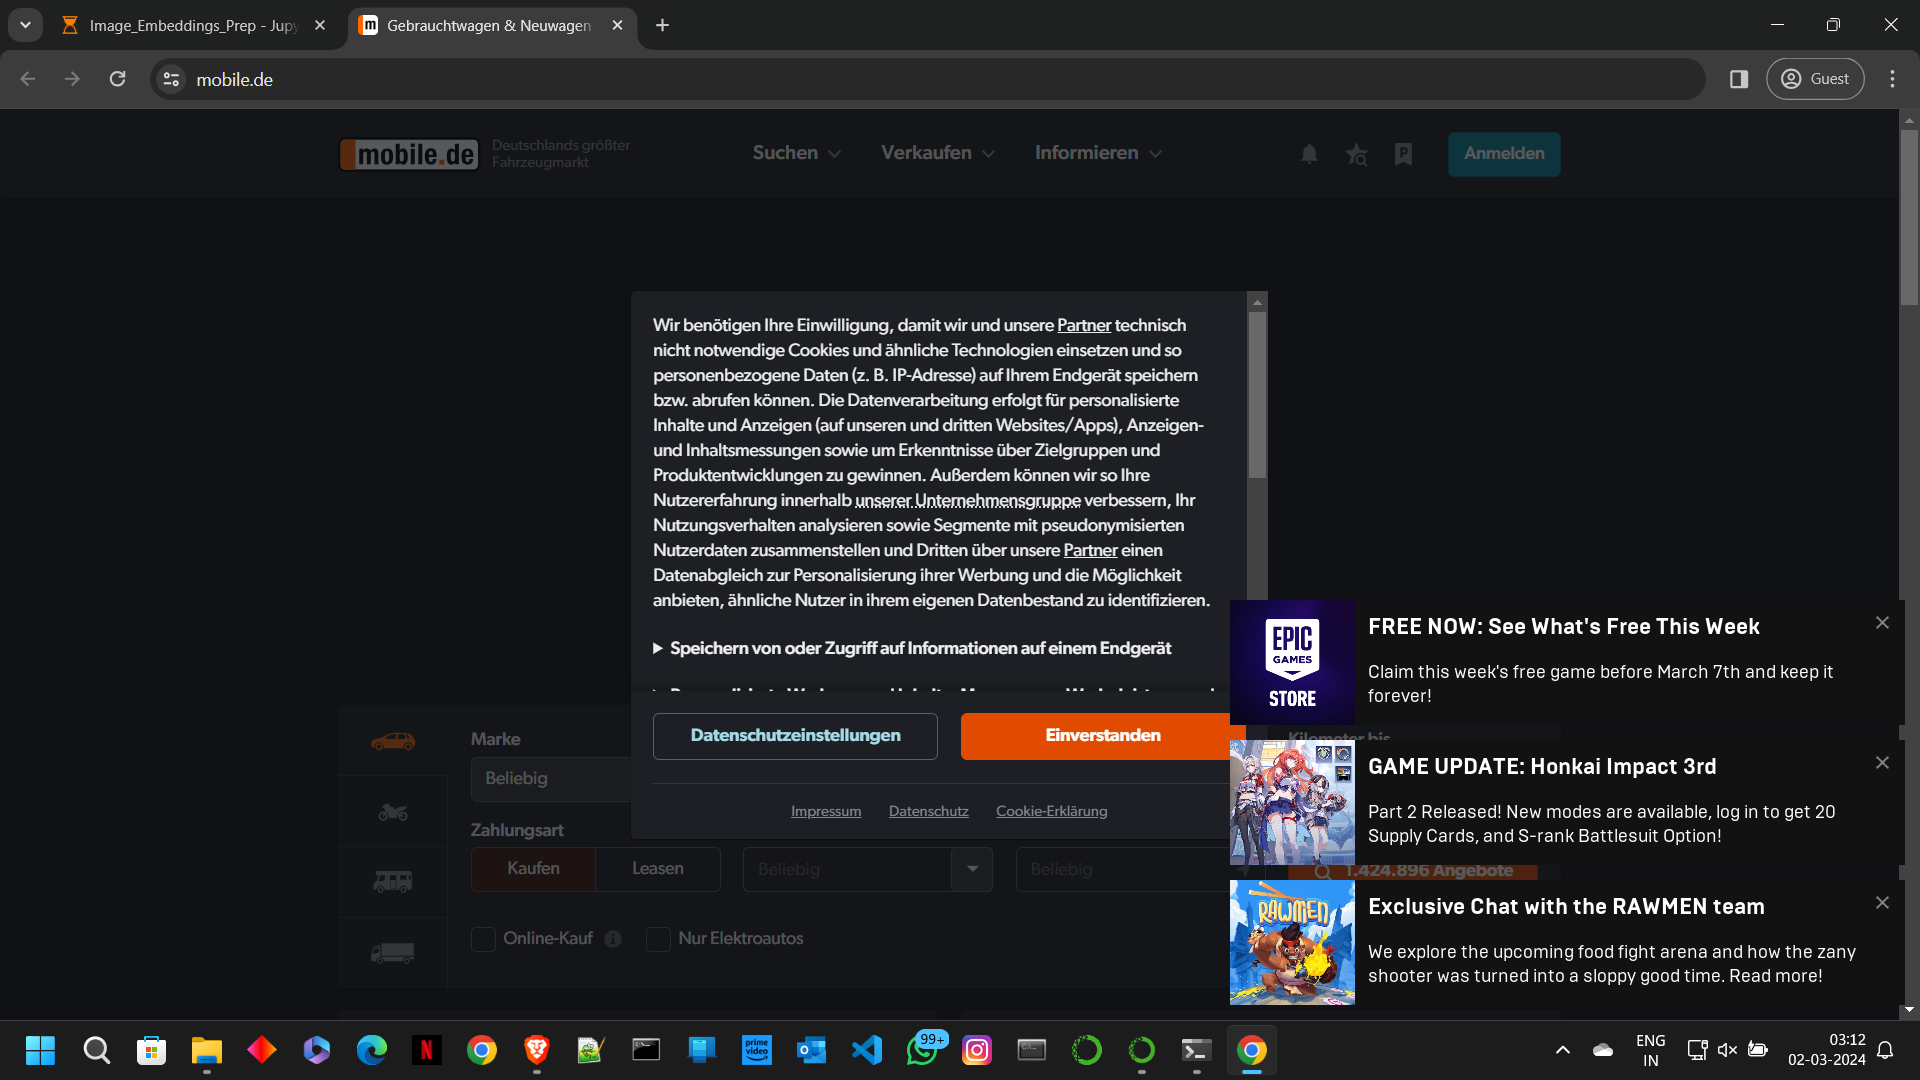 Image_Embeddings_Prep - Jupy
Gebrauchtwagen & Neuwagen
mobile.de
Guest
mobile.de
Deutschlands größter
Fahrzeugmarkt
Suchen
Verkaufen
Informieren
Anmelden
Wir benötigen Ihre Einwilligung, damit wir und unsere Partner technisch
nicht notwendige Cookies und ähnliche Technologien einsetzen und so
personenbezogene Daten (z. B. IP-Adresse) auf Ihrem Endgerät speichern
bzw. abrufen können. Die Datenverarbeitung erfolgt für personalisierte
Inhalte und Anzeigen (auf unseren und dritten Websites/Apps), Anzeigen-
und Inhaltsmessungen sowie um Erkenntnisse über Zielgruppen und
Produktentwicklungen zu gewinnen. Außerdem können wir so Ihre
Nutzererfahrung innerhalb unserer Unternehmensgruppe verbessern, Ihr
Nutzungsverhalten analysieren sowie Segmente mit pseudonymisierten
Nutzerdaten zusammenstellen und Dritten über unsere Partner einen
Datenabgleich zur Personalisierung ihrer Werbung und die Möglichkeit
anbieten, ähnliche Nutzer in ihrem eigenen Datenbestand zu identifizieren.
Speichern von oder Zugriff auf Informationen auf einem Endgerät
Datenschutzeinstellungen
Einverstanden
Impressum
Datenschutz
Cookie-Erklärung
Marke
Beliebig
Kilometer bis
Zahlungsart
Kaufen
Leasen
Beliebig
Beliebig
1.424.896 Angebote
Online-Kauf
Nur Elektroautos
EPIC
GAMES
STORE
FREE NOW: See What's Free This Week
Claim this week's free game before March 7th and keep it
forever!
GAME UPDATE: Honkai Impact 3rd
Part 2 Released! New modes are available, log in to get 20
Supply Cards, and S-rank Battlesuit Option!
RAWMEN
Exclusive Chat with the RAWMEN team
We explore the upcoming food fight arena and how the zany
shooter was turned into a sloppy good time. Read more!
prime
video
99+
ENG
IN
03:12
02-03-2024